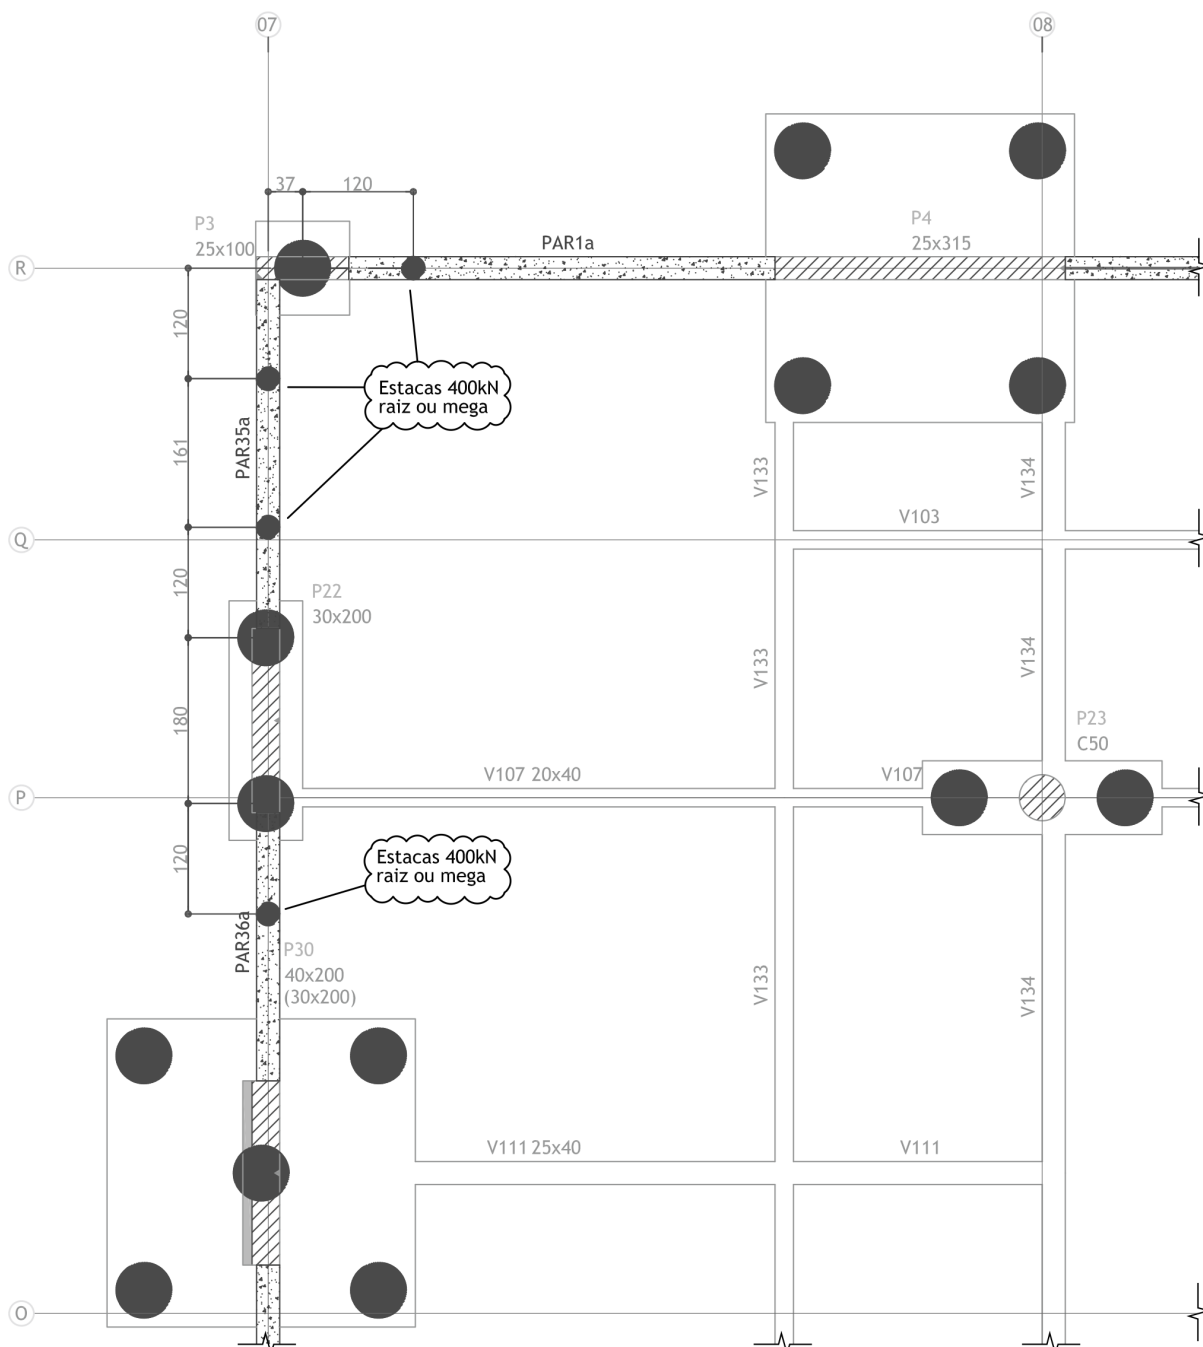 07
08
37
120
P3
25x100
P4
25x315
PAR1a
R
120
Estacas 400kN
raiz ou mega
PAR35a
161
V133
V134
V103
Q
120
P22
30x200
V133
V134
180
P23
C50
V107 20x40
V107
P
120
Estacas 400kN
raiz ou mega
PAR36a
P30
40x200
(30x200)
V133
V134
V111 25x40
V111
O